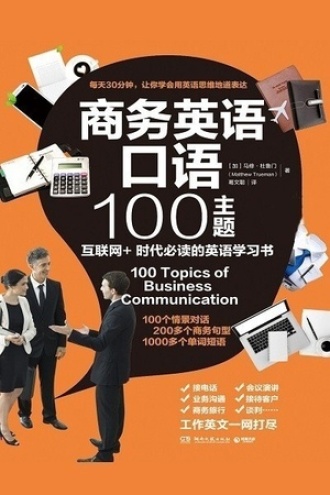 每天30分钟，让你学会用英语思维地道表达
商务英语
口语
[加] 马修·杜鲁门
(Matthew Trueman)
葛文聪 译
著
100主题
互联网+ 时代必读的英语学习书
100 Topics of
Business
Communication
100个情景对话
200多个商务句型
1000多个单词短语
接电话
会议演讲
业务沟通
接待客户
商务旅行
谈判……
工作英文一网打尽